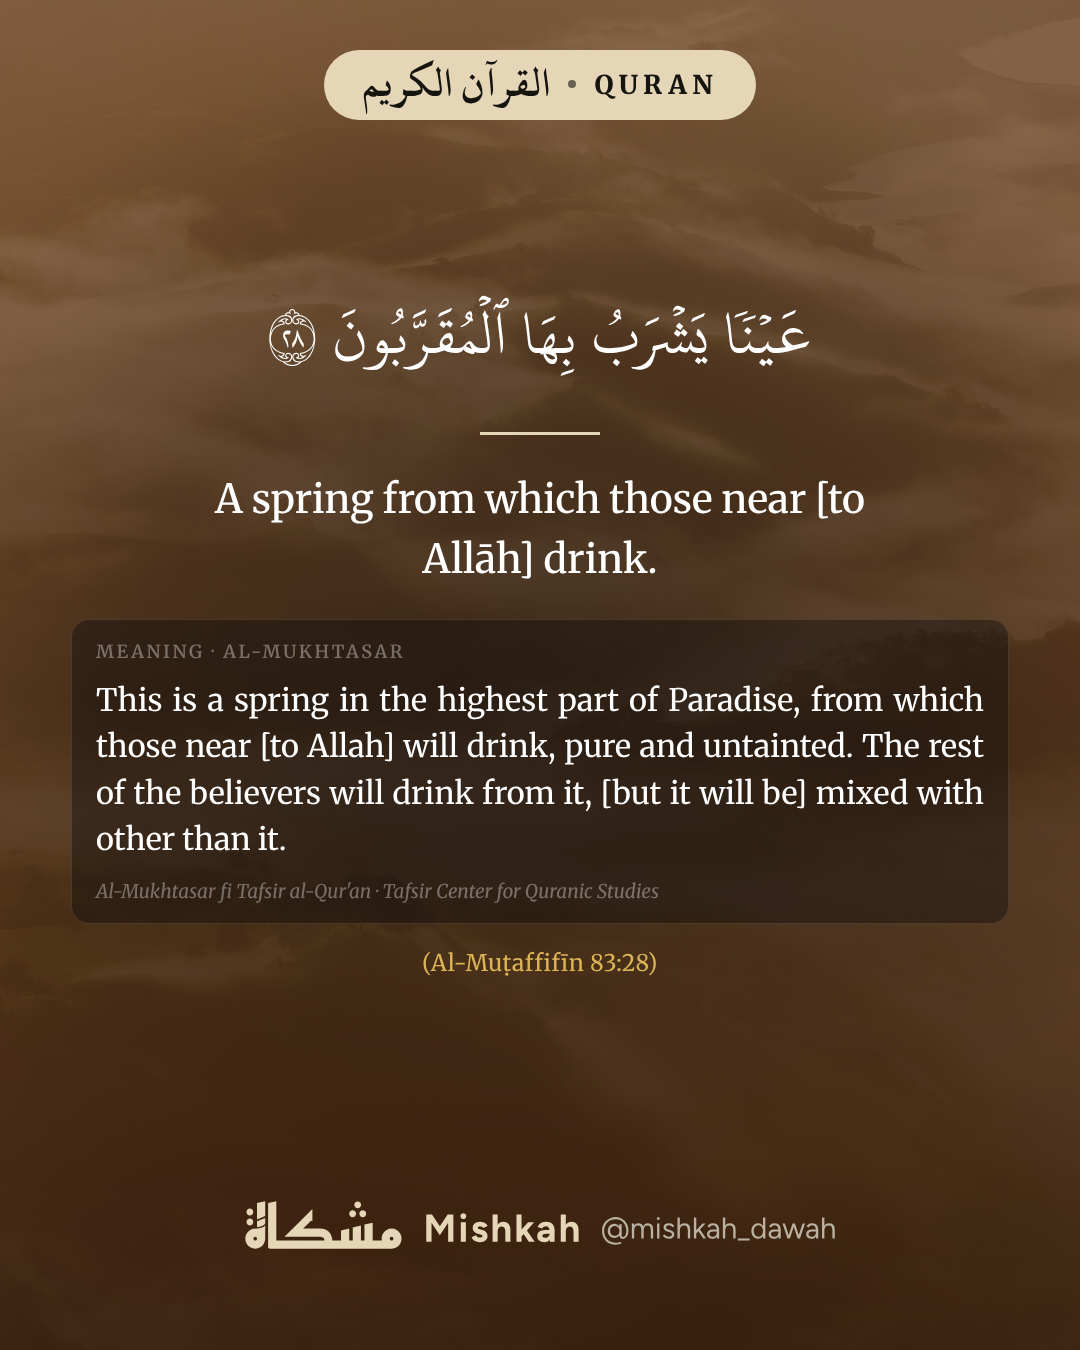 القرآن الكريم • QURAN
عَيْنًا يَشْرَبُ بِهَا ٱلْمُقَرَّبُونَ ٢٨
A spring from which those near [to
Allāh] drink.
MEANING · AL-MUKHTASAR
This is a spring in the highest part of Paradise, from which
those near [to Allah] will drink, pure and untainted. The rest
of the believers will drink from it, [but it will be] mixed with
other than it.
Al-Mukhtasar fi Tafsir al-Qur'an · Tafsir Center for Quranic Studies
(Al-Muṭaffifīn 83:28)
مشكاة Mishkah @mishkah_dawah